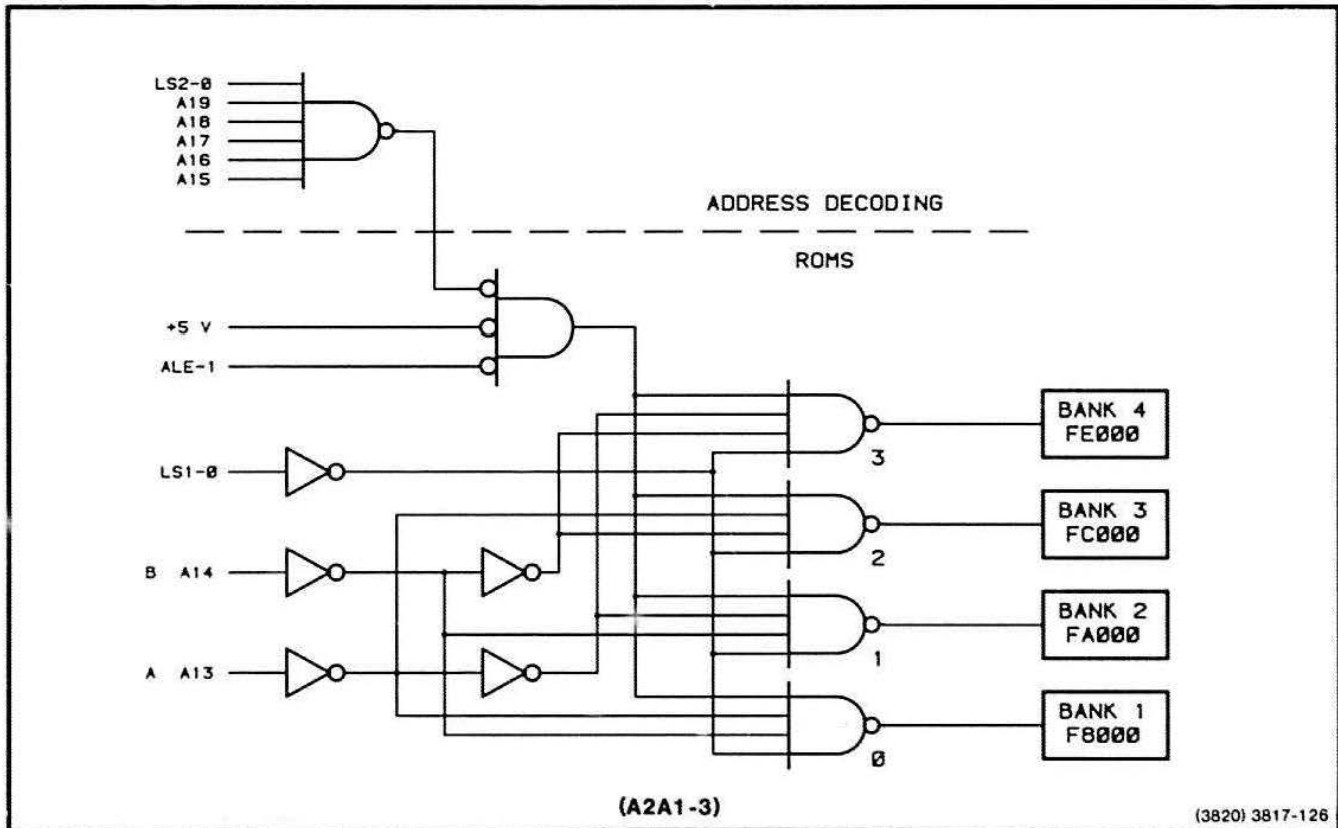 LS2-0
A19
A18
A17
A16
A15
ADDRESS DECODING
ROMS
+5 V
ALE-1
LS1-0
B A14
A A13
3
2
1
0
BANK 4
FE000
BANK 3
FC000
BANK 2
FA000
BANK 1
F8000
(A2A1-3)
(3820) 3817-126